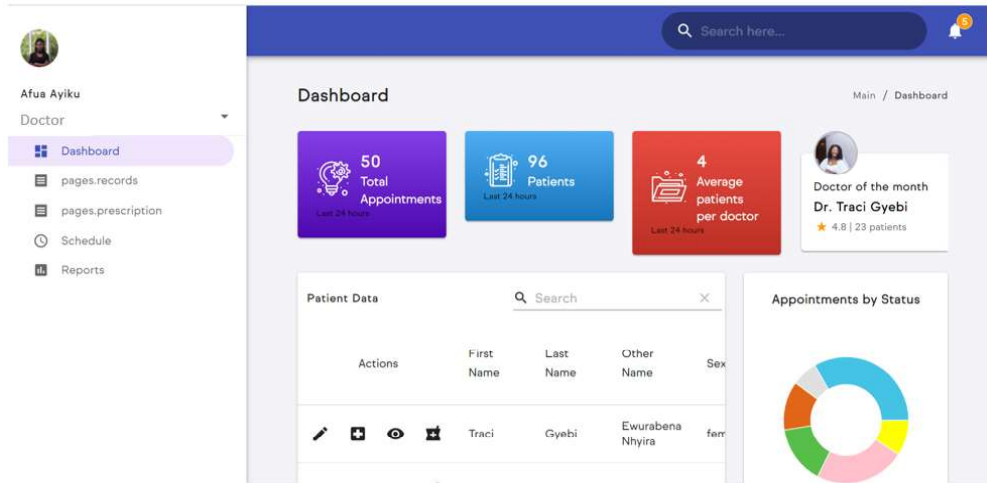 Search here...
5
Afua Ayiku
Doctor
Dashboard
pages.records
pages.prescription
Schedule
Reports
Dashboard
Main / Dashboard
50
Total
Appointments
Last 24 hours
96
Patients
Last 24 hours
4
Average
patients
per doctor
Last 24 hours
Doctor of the month
Dr. Traci Gyebi
4.8 | 23 patients
Patient Data
Search
Actions
First
Name
Last
Name
Other
Name
Sex
Traci
Gyebi
Ewurabena
Nhyira
fem
Appointments by Status